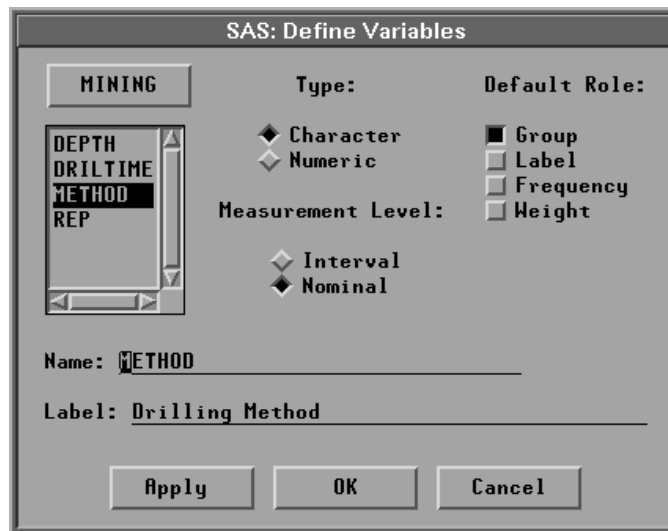 SAS: Define Variables
MINING
Type:
Default Role:
DEPTH
DRILTIME
METHOD
REP
Character
Numeric
Measurement Level:
Interval
Nominal
Group
Label
Frequency
Weight
Name: METHOD
Label: Drilling Method
Apply
OK
Cancel